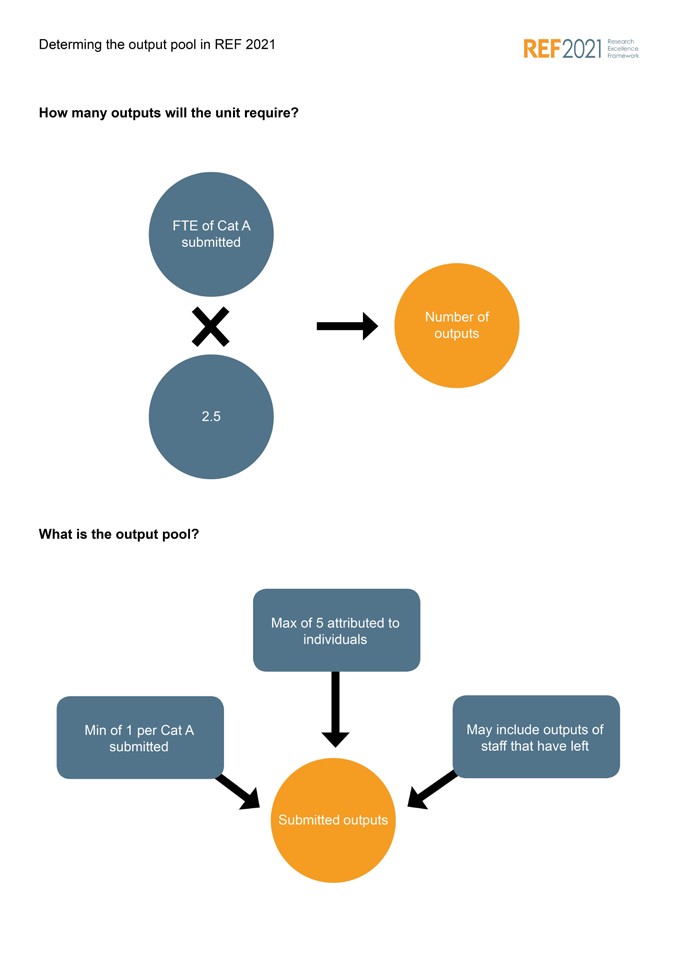 Determing the output pool in REF 2021
REF2021
Research
Excellence
Framework
How many outputs will the unit require?
FTE of Cat A
submitted
Number of
outputs
2.5
What is the output pool?
Max of 5 attributed to
individuals
Min of 1 per Cat A
submitted
May include outputs of
staff that have left
Submitted outputs